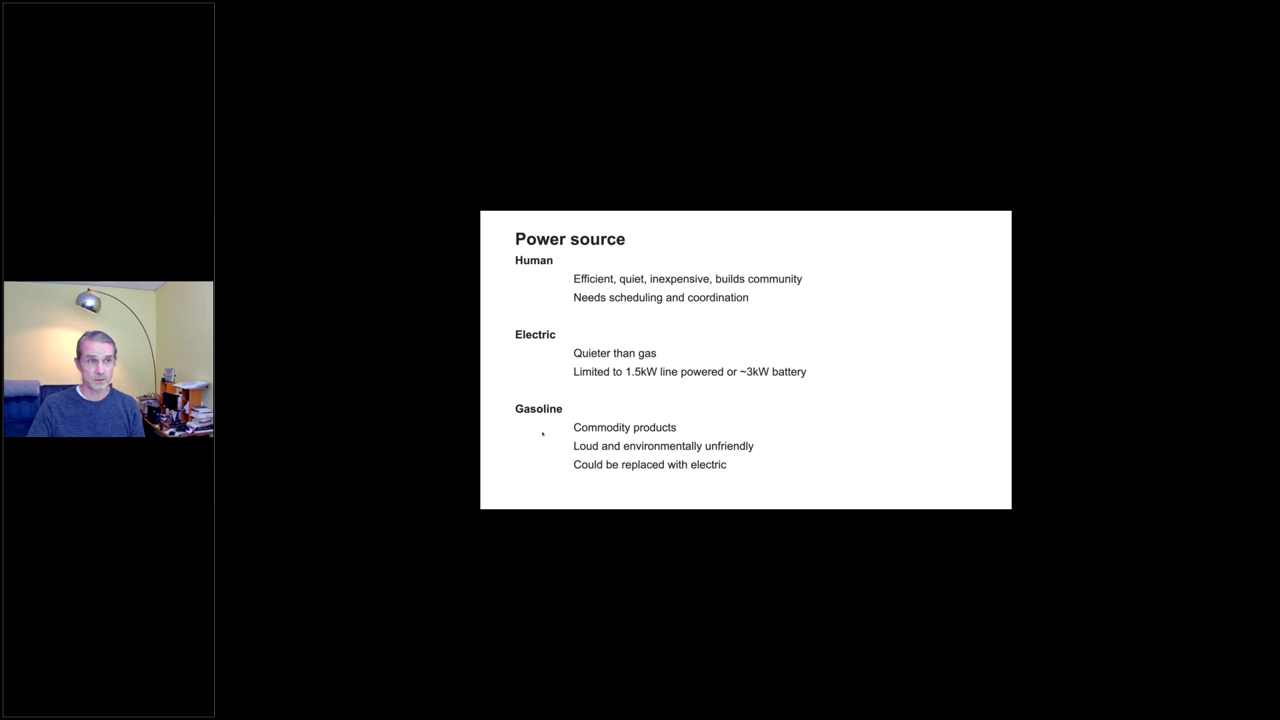 Power source
Human
Efficient, quiet, inexpensive, builds community
Needs scheduling and coordination
Electric
Quieter than gas
Limited to 1.5kW line powered or ~3kW battery
Gasoline
Commodity products
Loud and environmentally unfriendly
Could be replaced with electric